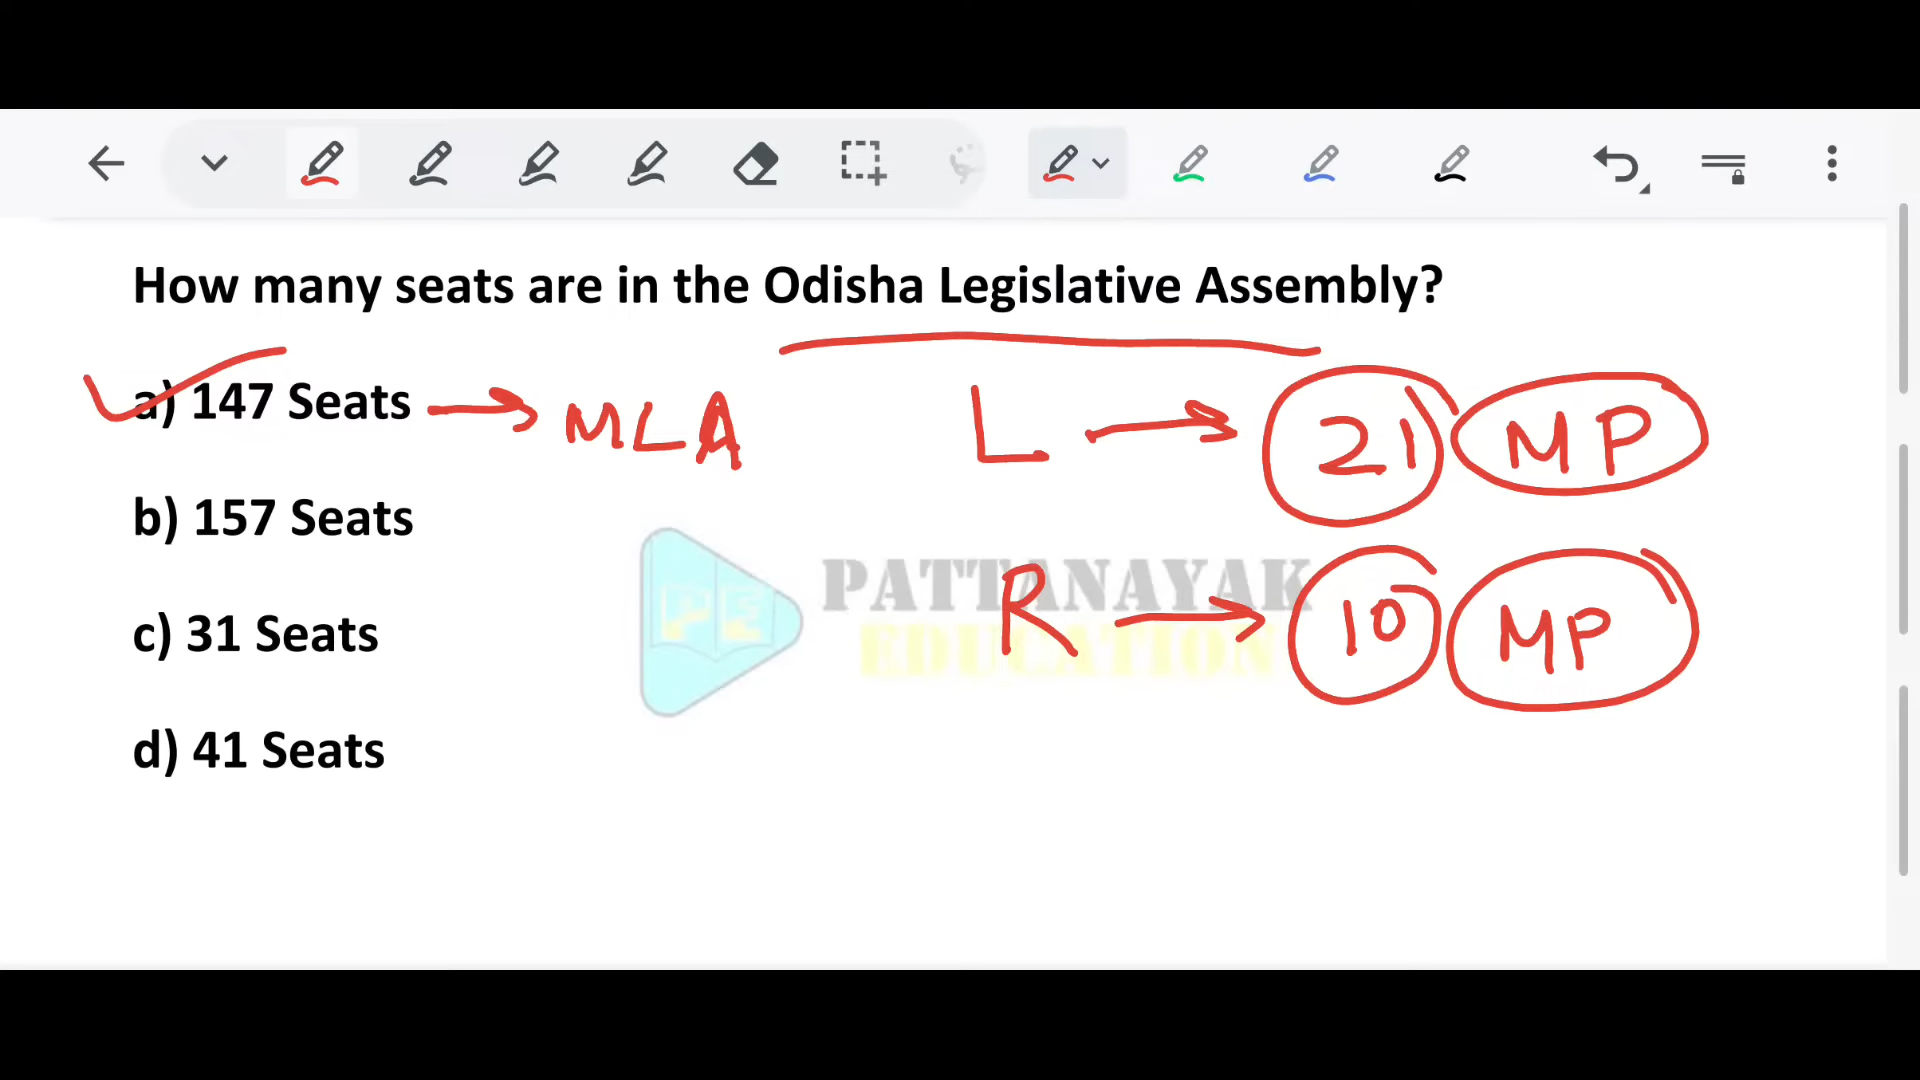 How many seats are in the Odisha Legislative Assembly?
a) 147 Seats → MLA
L → 21 MP
b) 157 Seats
PATTANAYAK
EDUCATION
PE
R → 10 MP
c) 31 Seats
d) 41 Seats